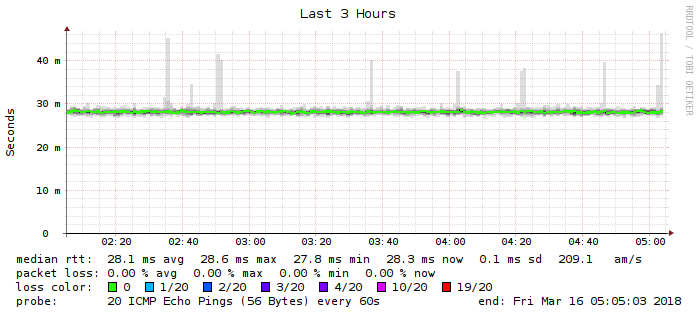 Last 3 Hours
RRDTOOL / TOBI OETIKER
Seconds
40 m
30 m
20 m
10 m
0
02:20 02:40 03:00 03:20 03:40 04:00 04:20 04:40 05:00
median rtt: 28.1 ms avg 28.6 ms max 27.8 ms min 28.3 ms now 0.1 ms sd 209.1 am/s
packet loss: 0.00 % avg 0.00 % max 0.00 % min 0.00 % now
loss color: 0 1/20 2/20 3/20 4/20 10/20 19/20
probe: 20 ICMP Echo Pings (56 Bytes) every 60s end: Fri Mar 16 05:05:03 2018